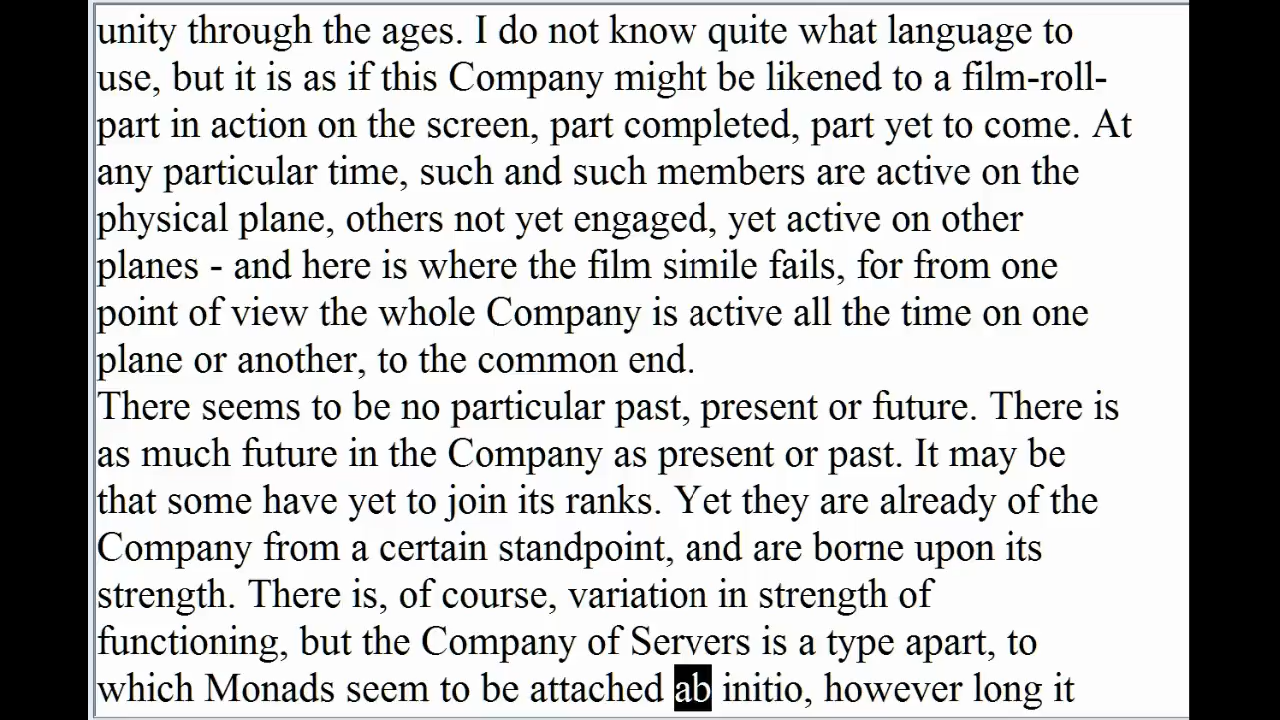 unity through the ages. I do not know quite what language to
use, but it is as if this Company might be likened to a film-roll-
part in action on the screen, part completed, part yet to come. At
any particular time, such and such members are active on the
physical plane, others not yet engaged, yet active on other
planes - and here is where the film simile fails, for from one
point of view the whole Company is active all the time on one
plane or another, to the common end.
There seems to be no particular past, present or future. There is
as much future in the Company as present or past. It may be
that some have yet to join its ranks. Yet they are already of the
Company from a certain standpoint, and are borne upon its
strength. There is, of course, variation in strength of
functioning, but the Company of Servers is a type apart, to
which Monads seem to be attached ab initio, however long it